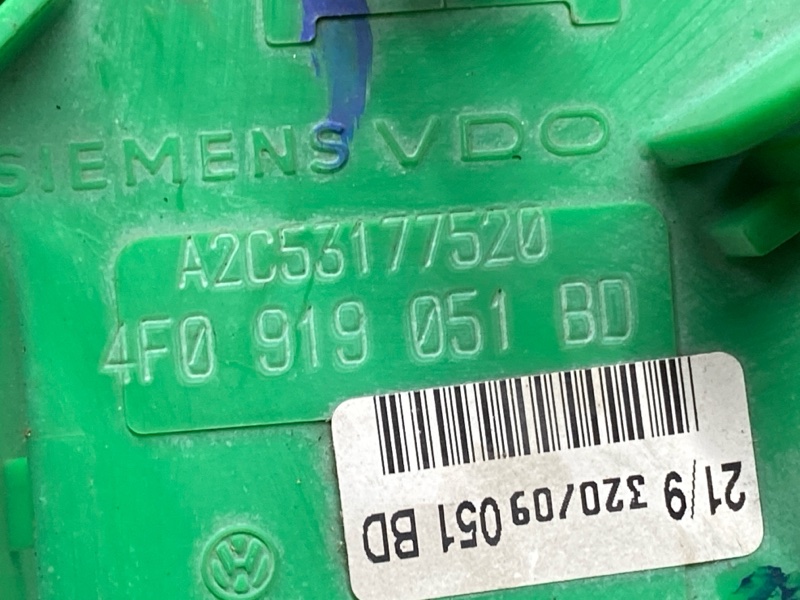 SIEMENS VDO
A2C53177520
4F0 919 051 BD
21/9 320/09 051 BD